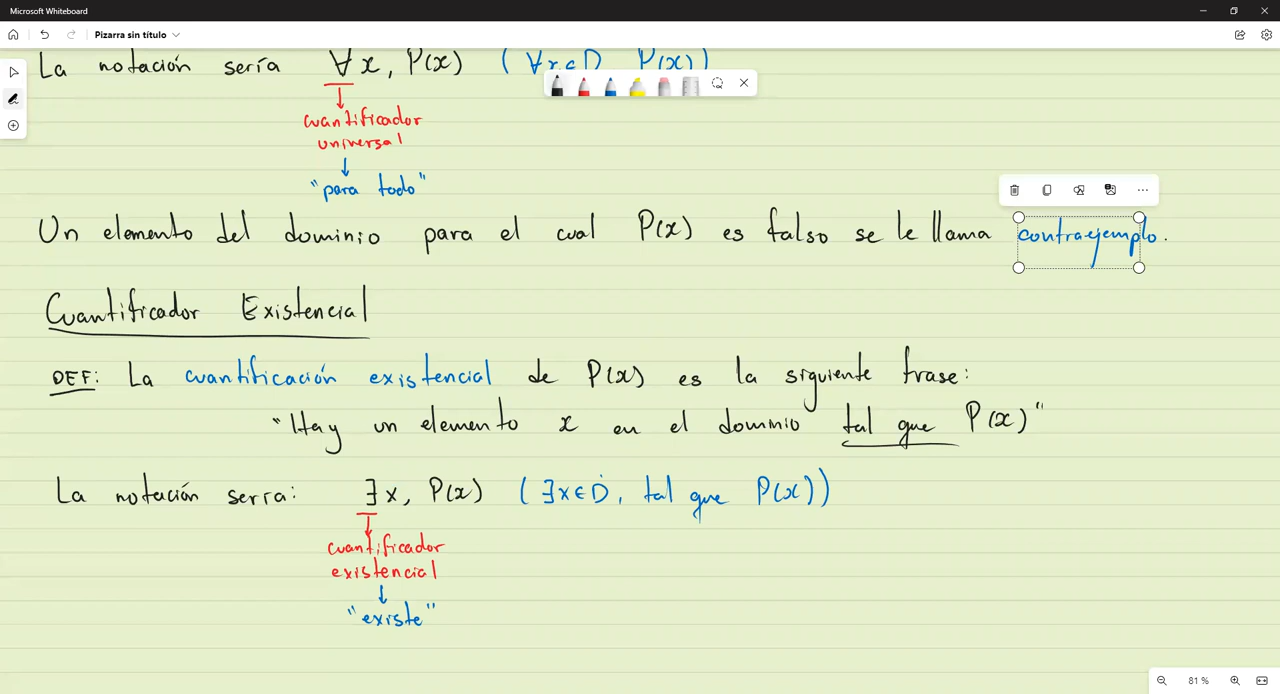 Microsoft Whiteboard
Pizarra sin título
La notación sería ∀x, P(x) (∀x∈D P(x))
cuantificador
universal
"para todo"
Un elemento del dominio para el cual P(x) es falso se le llama contraejemplo.
Cuantificador Existencial
DEF: La cuantificación existencial de P(x) es la siguiente frase:
"Hay un elemento x en el dominio tal que P(x)"
La notación sería: ∃x, P(x) (∃x∈D, tal que P(x))
cuantificador
existencial
"existe"
81 %